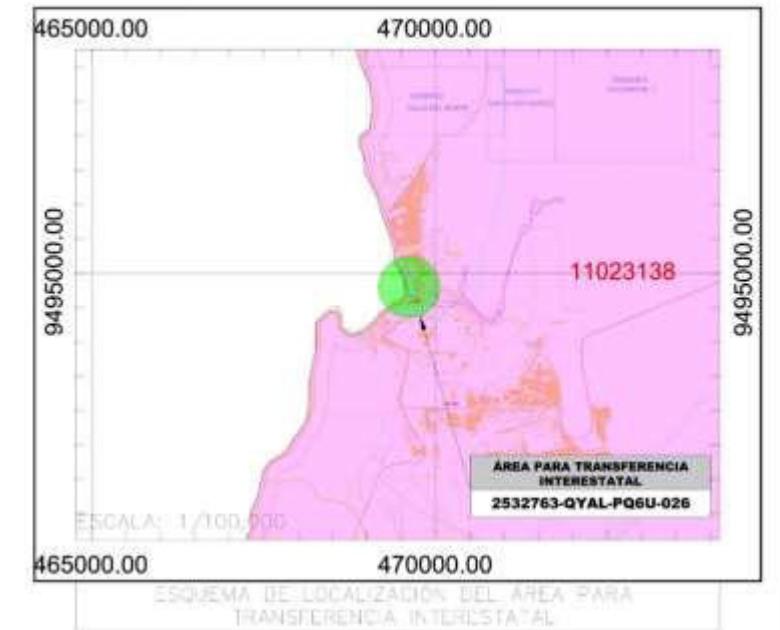 465000.00 470000.00
9495000.00
9495000.00
11023138
ÁREA PARA TRANSFERENCIA
INTERESTATAL
2532763-QYAL-PQ6U-026
ESCALA: 1/100,000
465000.00 470000.00
ESQUEMA DE LOCALIZACIÓN DEL ÁREA PARA
TRANSFERENCIA INTERESTATAL